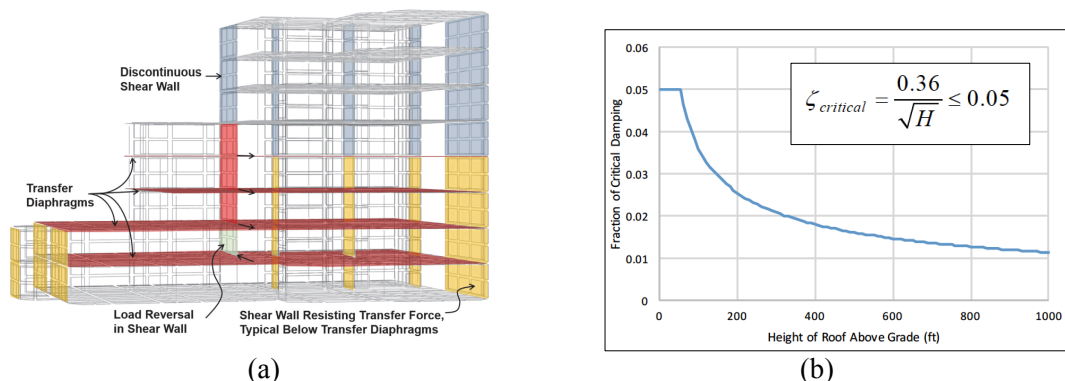 Discontinuous
Shear Wall
Transfer
Diaphragms
Load Reversal
in Shear Wall
Shear Wall Resisting Transfer Force,
Typical Below Transfer Diaphragms
(a)
0.06
0.05
0.04
0.03
0.02
0.01
0
Fraction of Critical Damping
ζcritical = 0.36 / √H ≤ 0.05
0 200 400 600 800 1000
Height of Roof Above Grade (ft)
(b)